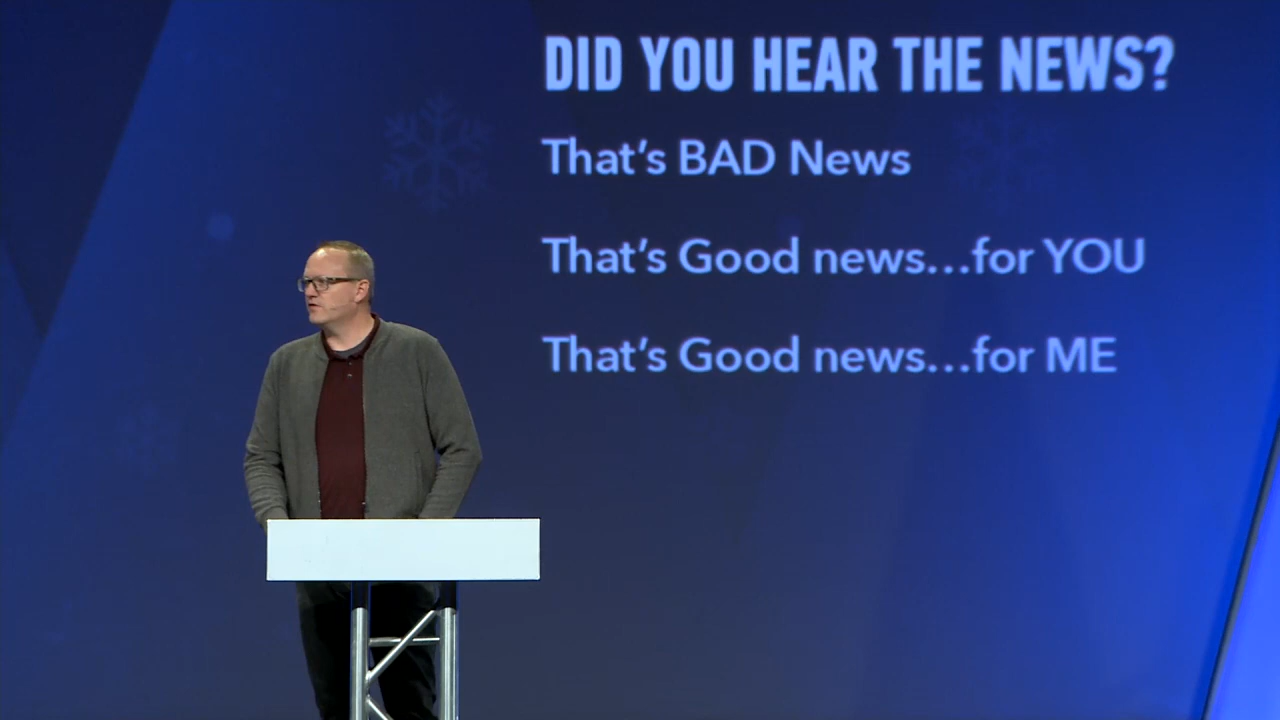 DID YOU HEAR THE NEWS?
That's BAD News
That's Good news...for YOU
That's Good news...for ME